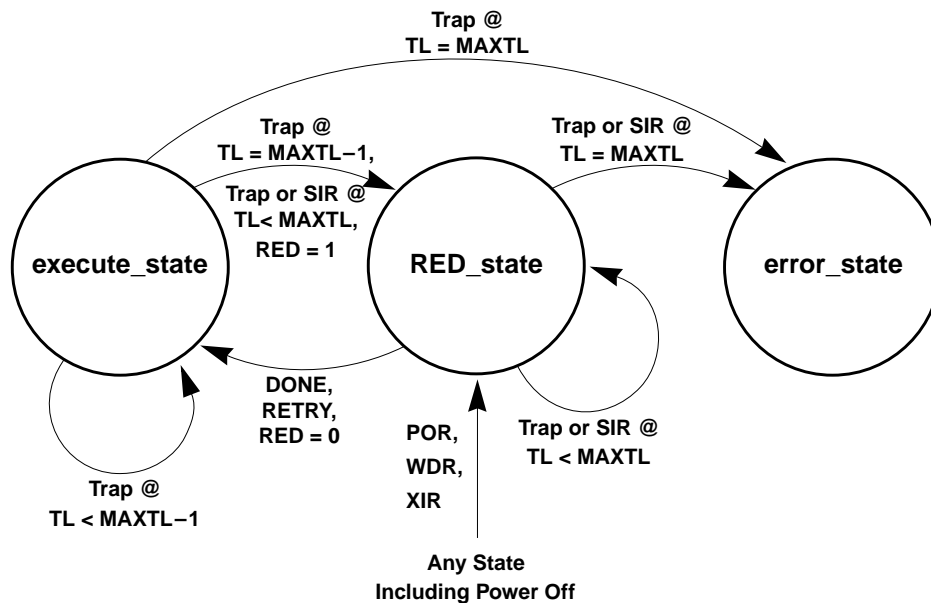 Trap @
TL = MAXTL
Trap @
TL = MAXTL−1,
Trap or SIR @
TL< MAXTL,
RED = 1
Trap or SIR @
TL = MAXTL
execute_state
RED_state
error_state
DONE,
RETRY,
RED = 0
Trap @
TL < MAXTL−1
POR,
WDR,
XIR
Trap or SIR @
TL < MAXTL
Any State
Including Power Off